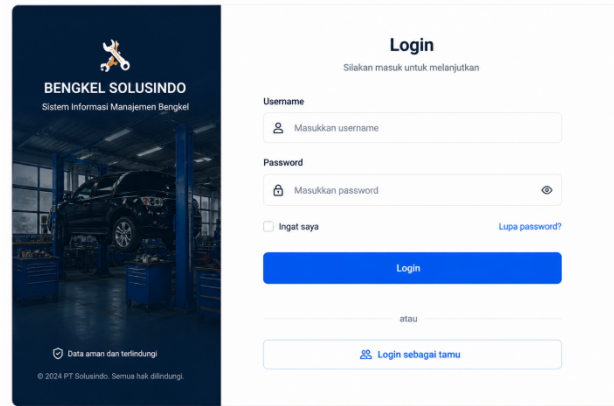 BENGKEL SOLUSINDO
Sistem Informasi Manajemen Bengkel
Data aman dan terlindungi
© 2024 PT Solusindo. Semua hak dilindungi.
Login
Silakan masuk untuk melanjutkan
Username
Masukkan username
Password
Masukkan password
Ingat saya
Lupa password?
Login
atau
Login sebagai tamu